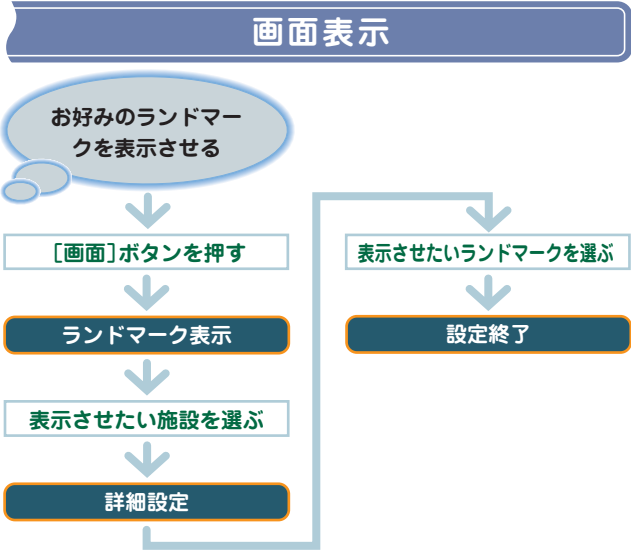 画面表示
お好みのランドマー
クを表示させる
［画面］ボタンを押す
ランドマーク表示
表示させたい施設を選ぶ
詳細設定
表示させたいランドマークを選ぶ
設定終了